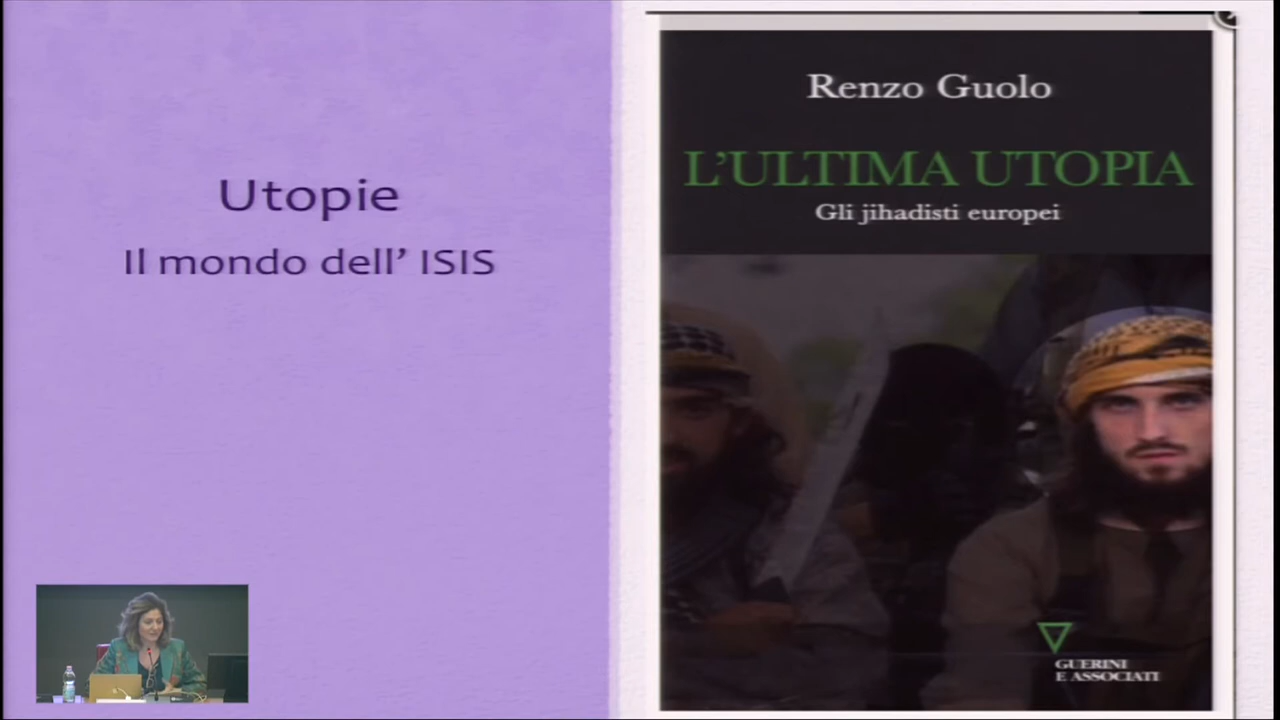 Utopie
Il mondo dell’ ISIS
Renzo Guolo
L’ULTIMA UTOPIA
Gli jihadisti europei
GUERINI
E ASSOCIATI